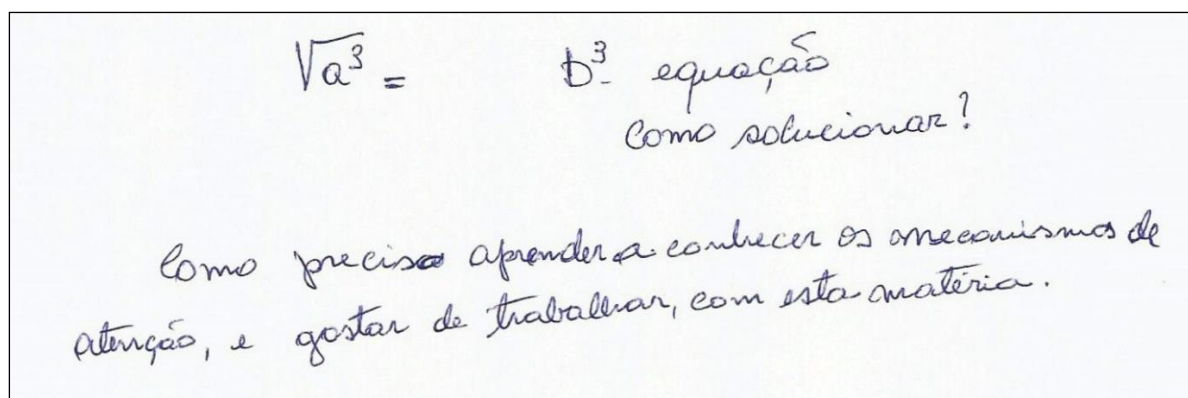 √a³ = b³- equação
como solucionar?
Como preciso aprender a conhecer os mecanismos de
atenção, e gostar de trabalhar, com esta matéria.